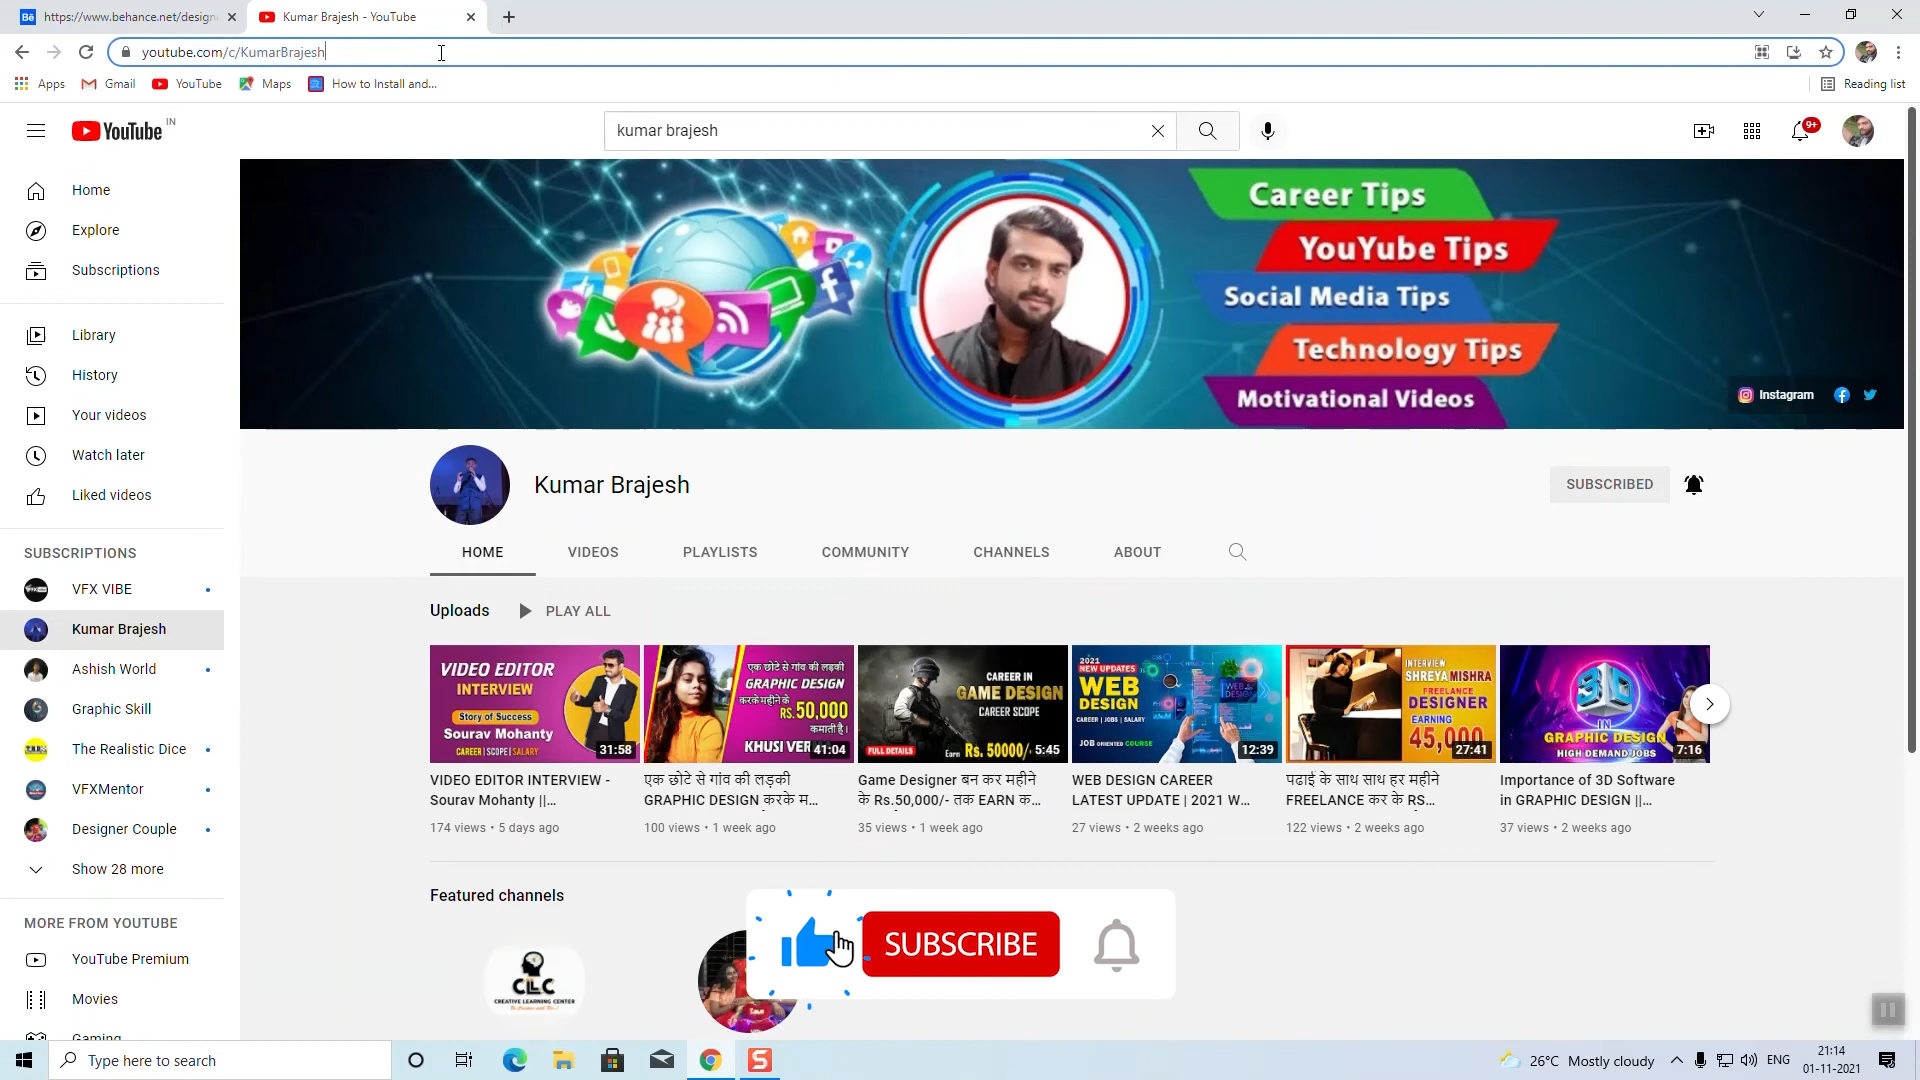 https://www.behance.net/design
Kumar Brajesh - YouTube
youtube.com/c/KumarBrajesh
Apps
Gmail
YouTube
Maps
How to Install and...
Reading list
YouTube IN
kumar brajesh
9+
Home
Explore
Subscriptions
Library
History
Your videos
Watch later
Liked videos
SUBSCRIPTIONS
VFX VIBE
Kumar Brajesh
Ashish World
Graphic Skill
The Realistic Dice
VFXMentor
Designer Couple
Show 28 more
MORE FROM YOUTUBE
YouTube Premium
Movies
Gaming
Career Tips
YouYube Tips
Social Media Tips
Technology Tips
Motivational Videos
Instagram
Kumar Brajesh
SUBSCRIBED
HOME
VIDEOS
PLAYLISTS
COMMUNITY
CHANNELS
ABOUT
Uploads
PLAY ALL
VIDEO EDITOR
INTERVIEW
Story of Success
Sourav Mohanty
CAREER|SCOPE|SALARY
31:58
VIDEO EDITOR INTERVIEW -
Sourav Mohanty ||...
174 views • 5 days ago
एक छोटे से गांव की लड़की
GRAPHIC DESIGN
करके महीने के
RS.50,000
कमाती है।
KHUSI VER
41:04
एक छोटे से गांव की लड़की
GRAPHIC DESIGN करके म...
100 views • 1 week ago
CAREER IN
GAME DESIGN
CAREER SCOPE
FULL DETAILS
Earn Rs. 50000/-
5:45
Game Designer बन कर महीने
के Rs.50,000/- तक EARN क...
35 views • 1 week ago
2021
NEW UPDATES
WEB
DESIGN
CAREER | JOBS | SALARY
JOB ORIENTED COURSE
12:39
WEB DESIGN CAREER
LATEST UPDATE | 2021 W...
27 views • 2 weeks ago
INTERVIEW
SHREYA MISHRA
FREELANCE
DESIGNER
EARNING
45,000
27:41
पढाई के साथ साथ हर महीने
FREELANCE कर के RS...
122 views • 2 weeks ago
3D
IN
GRAPHIC DESIGN
HIGH DEMAND JOBS
7:16
Importance of 3D Software
in GRAPHIC DESIGN ||...
37 views • 2 weeks ago
Featured channels
CLC
CREATIVE LEARNING CENTER
SUBSCRIBE
Type here to search
26°C Mostly cloudy
ENG
21:14
01-11-2021